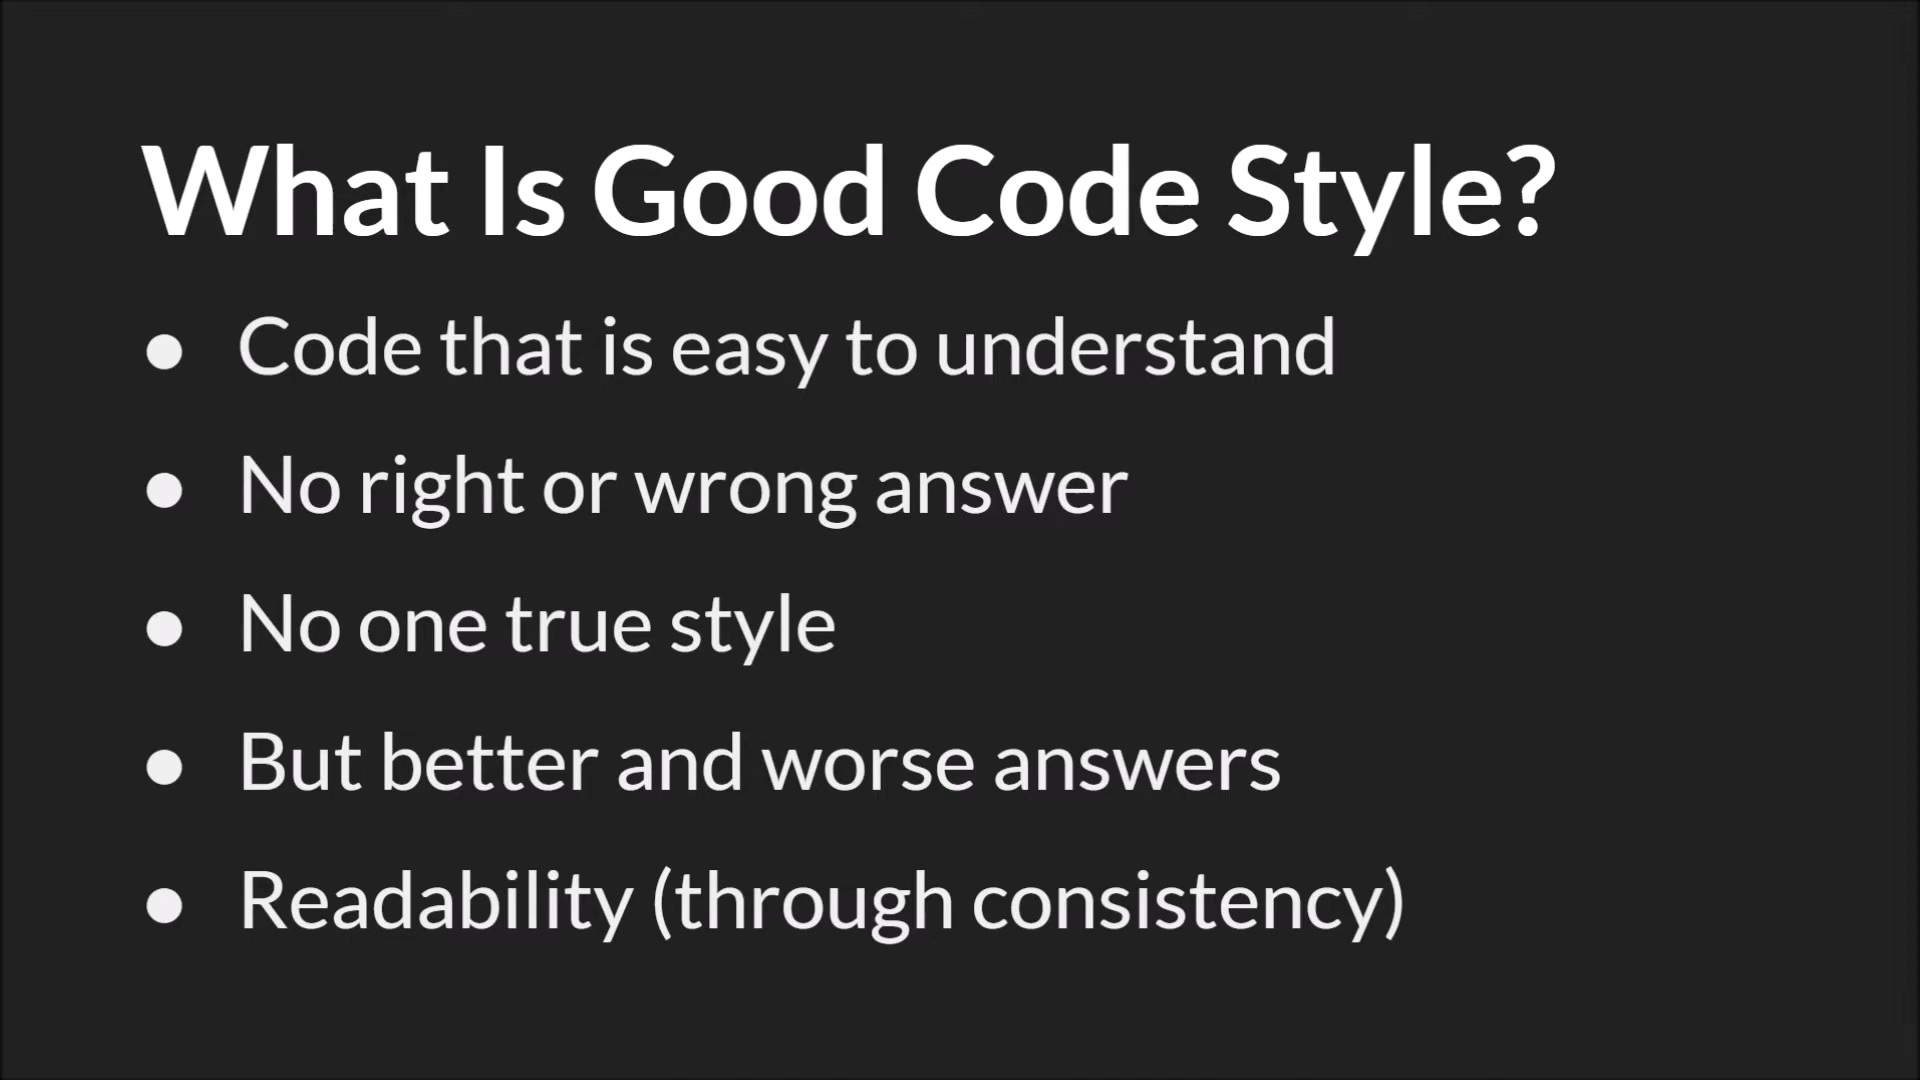 What Is Good Code Style?
● Code that is easy to understand
● No right or wrong answer
● No one true style
● But better and worse answers
● Readability (through consistency)